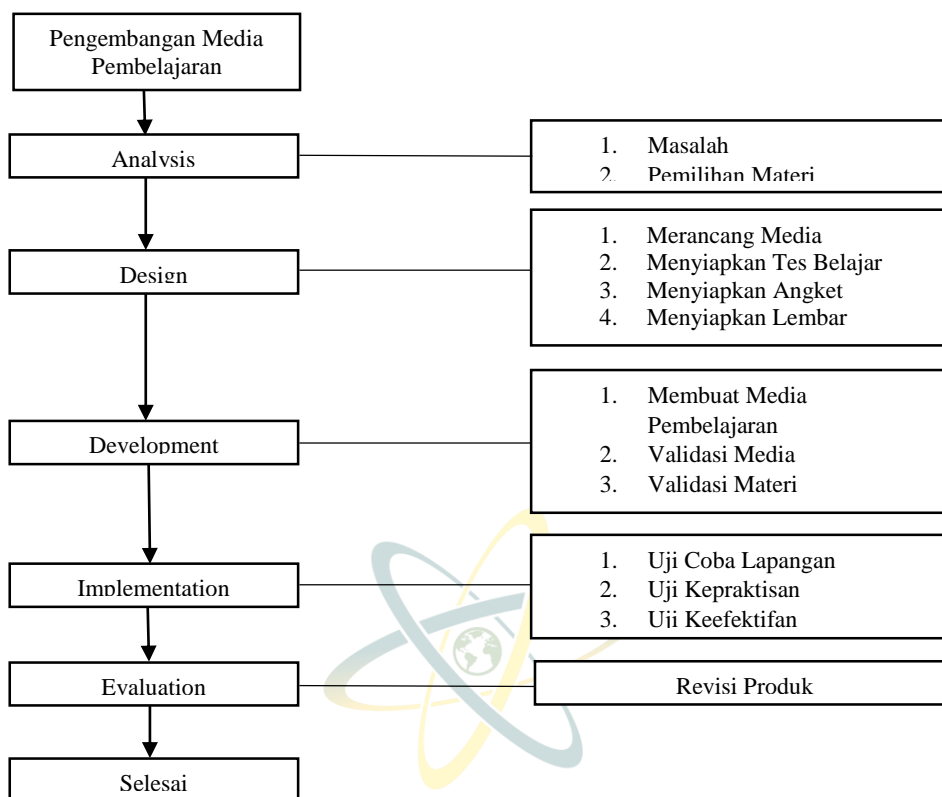 Pengembangan Media
Pembelajaran
Analysis
1. Masalah
2. Pemilihan Materi
Design
1. Merancang Media
2. Menyiapkan Tes Belajar
3. Menyiapkan Angket
4. Menyiapkan Lembar
Development
1. Membuat Media
Pembelajaran
2. Validasi Media
3. Validasi Materi
Implementation
1. Uji Coba Lapangan
2. Uji Kepraktisan
3. Uji Keefektifan
Evaluation
Revisi Produk
Selesai